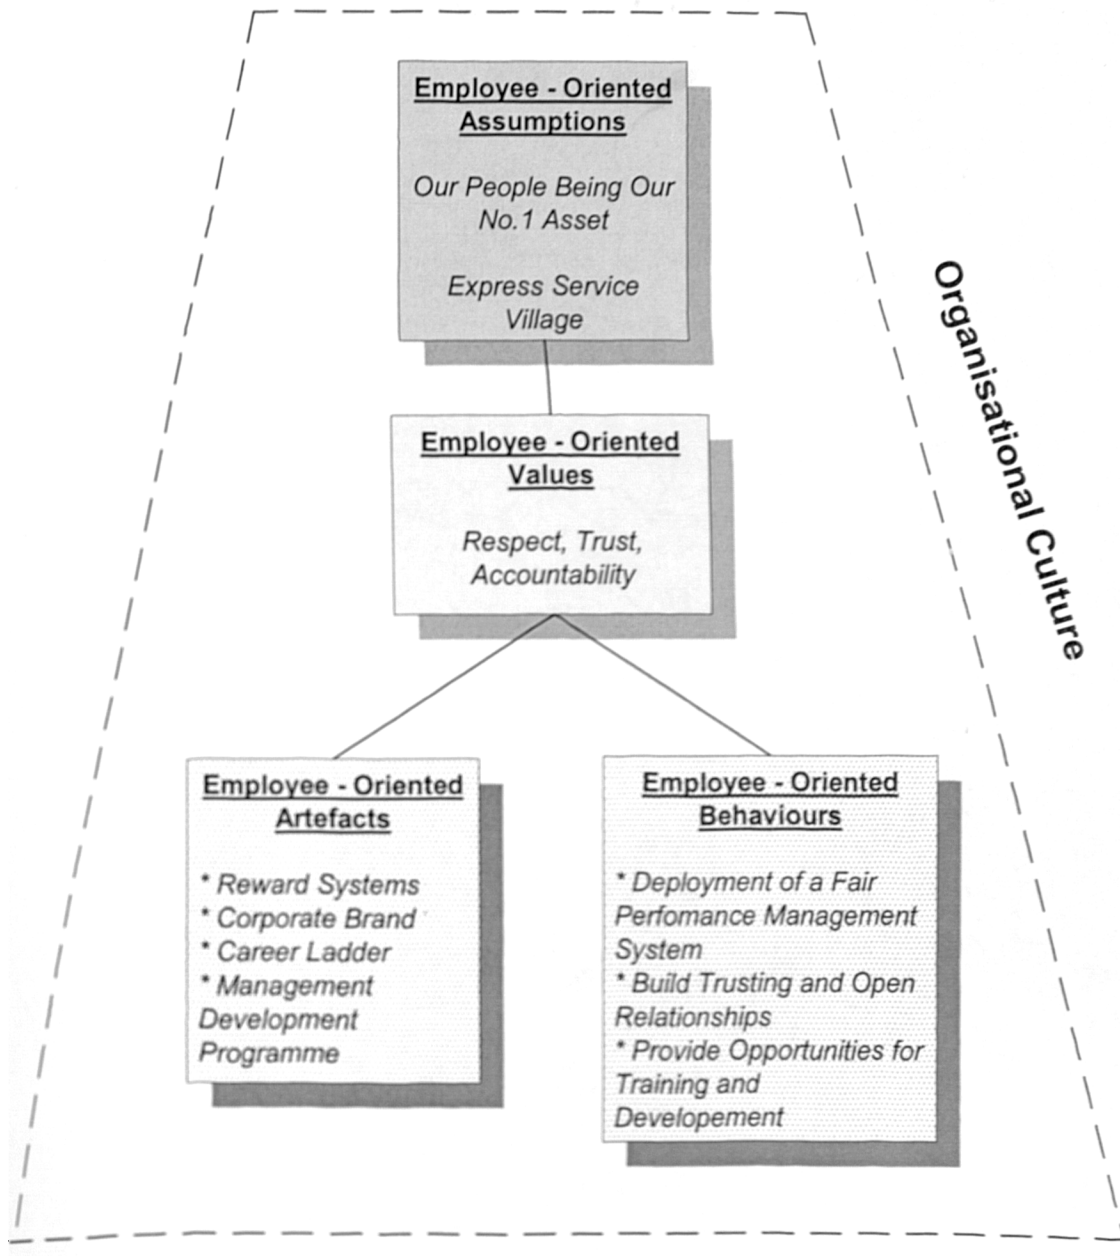 Employee - Oriented
Assumptions
Our People Being Our
No.1 Asset
Express Service
Village
Employee - Oriented
Values
Respect, Trust,
Accountability
Employee - Oriented
Artefacts
* Reward Systems
* Corporate Brand
* Career Ladder
* Management
Development
Programme
Employee - Oriented
Behaviours
* Deployment of a Fair
Perfomance Management
System
* Build Trusting and Open
Relationships
* Provide Opportunities for
Training and
Developement
Organisational Culture